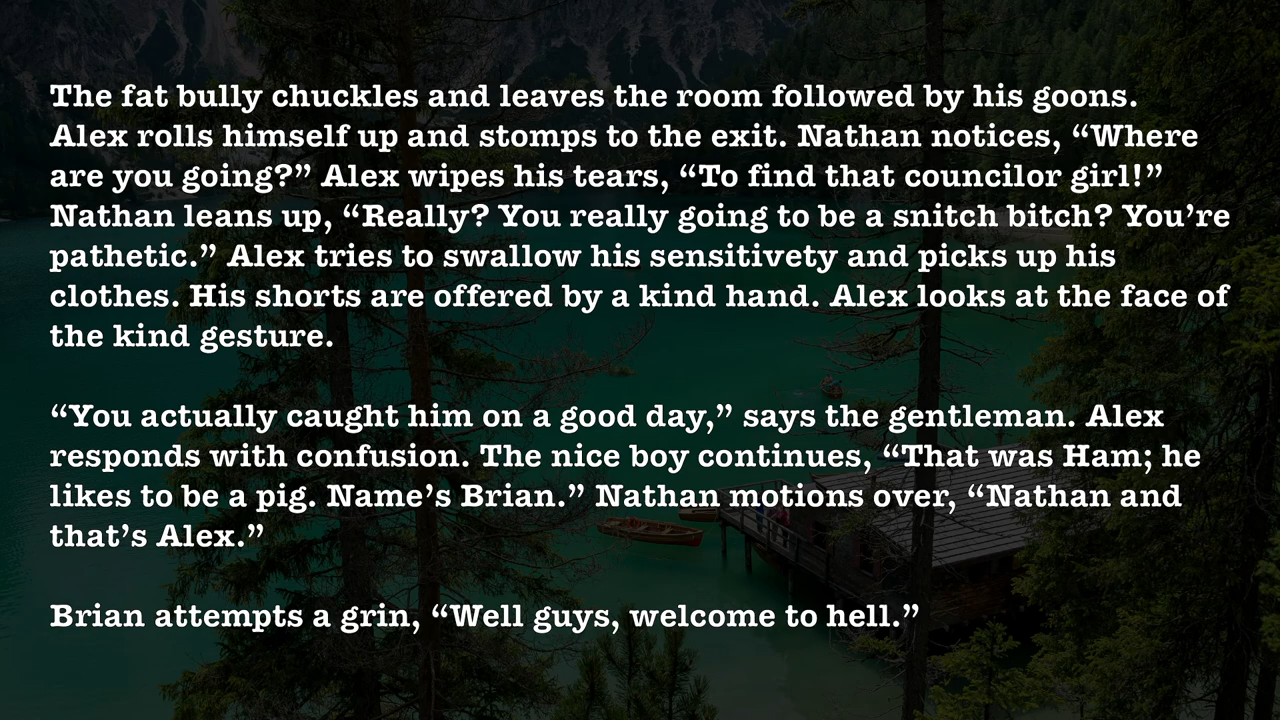 The fat bully chuckles and leaves the room followed by his goons.
Alex rolls himself up and stomps to the exit. Nathan notices, “Where
are you going?” Alex wipes his tears, “To find that councilor girl!”
Nathan leans up, “Really? You really going to be a snitch bitch? You’re
pathetic.” Alex tries to swallow his sensitivety and picks up his
clothes. His shorts are offered by a kind hand. Alex looks at the face of
the kind gesture.
“You actually caught him on a good day,” says the gentleman. Alex
responds with confusion. The nice boy continues, “That was Ham; he
likes to be a pig. Name’s Brian.” Nathan motions over, “Nathan and
that’s Alex.”
Brian attempts a grin, “Well guys, welcome to hell.”